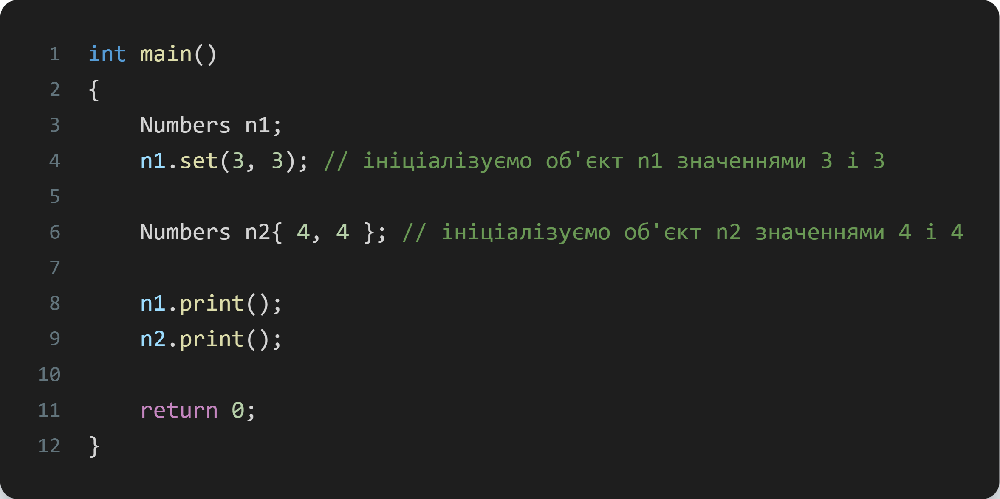 1 int main()
2 {
3     Numbers n1;
4     n1.set(3, 3); // ініціалізуємо об'єкт n1 значеннями 3 і 3
5
6     Numbers n2{ 4, 4 }; // ініціалізуємо об'єкт n2 значеннями 4 і 4
7
8     n1.print();
9     n2.print();
10
11     return 0;
12 }